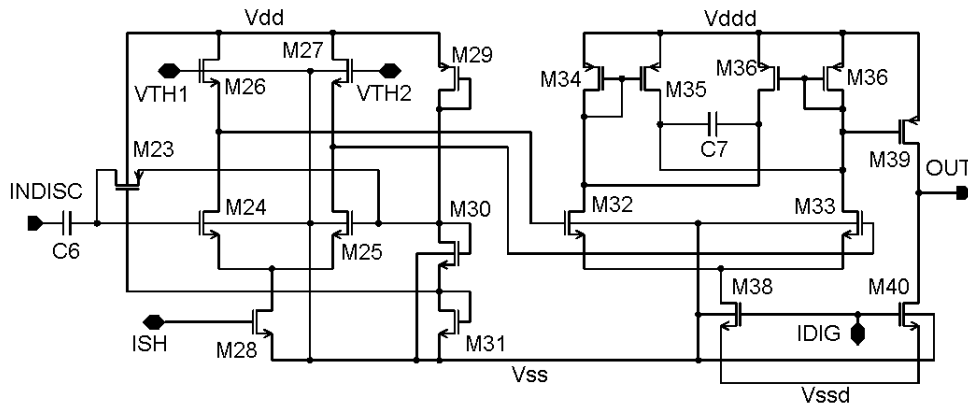 Vdd
Vddd
M27
M29
M26
VTH1
VTH2
M34
M35
M36
M36
C7
M39
M23
INDISC
C6
M24
M25
M30
M32
M33
OUT
ISH
M28
M31
M38
M40
IDIG
Vss
Vssd